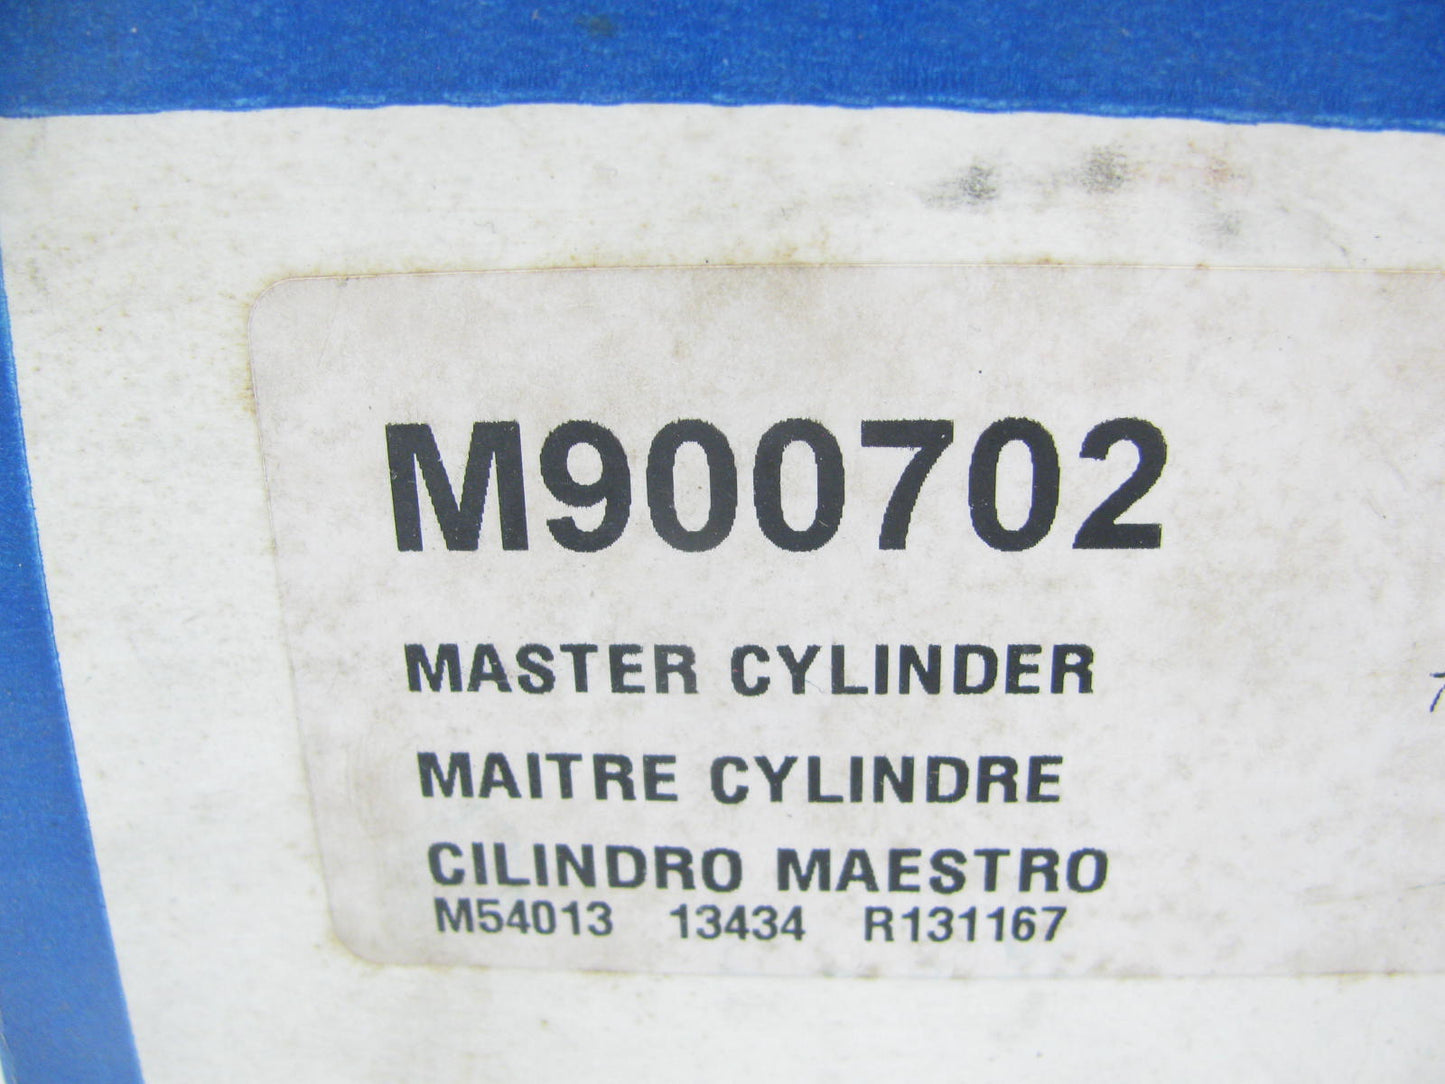 M900702
MASTER CYLINDER
MAITRE CYLINDRE
CILINDRO MAESTRO
M54013 13434 R131167